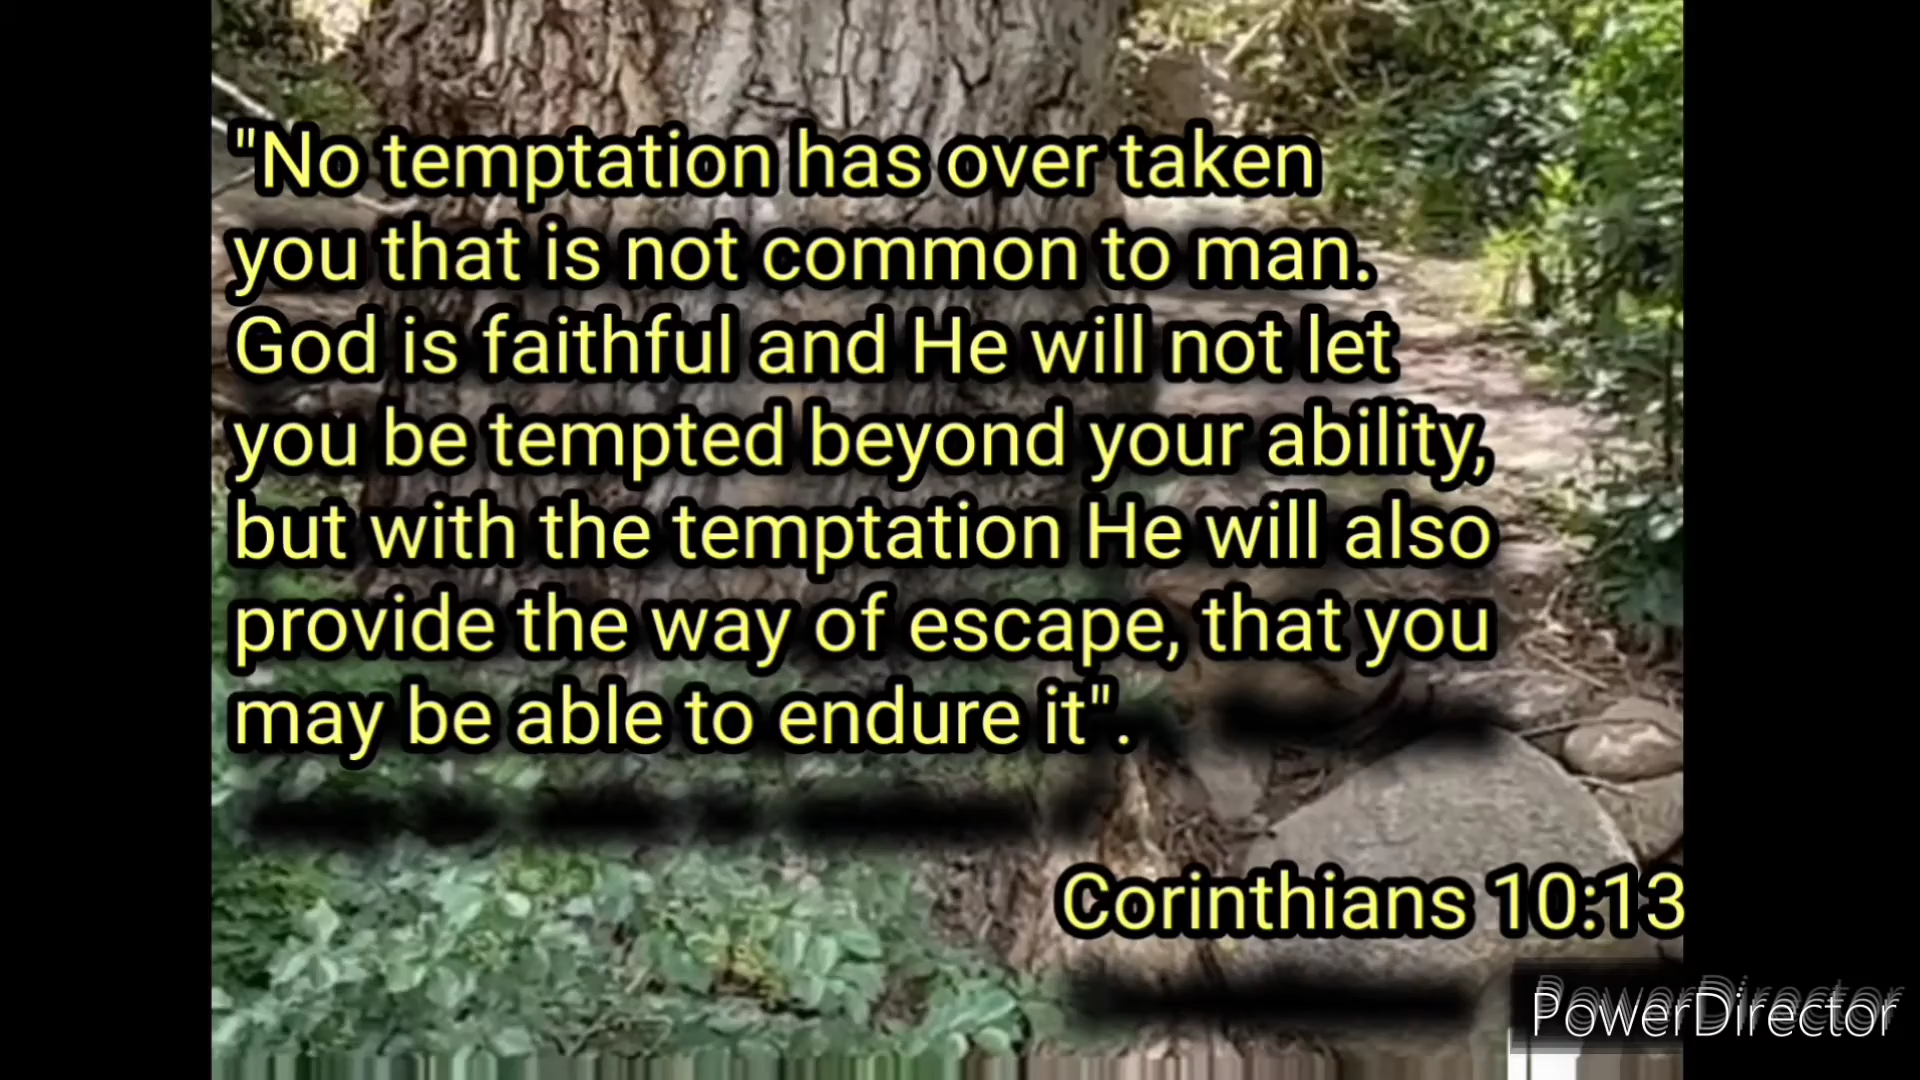 "No temptation has over taken
you that is not common to man.
God is faithful and He will not let
you be tempted beyond your ability,
but with the temptation He will also
provide the way of escape, that you
may be able to endure it".
Corinthians 10:13
PowerDirector